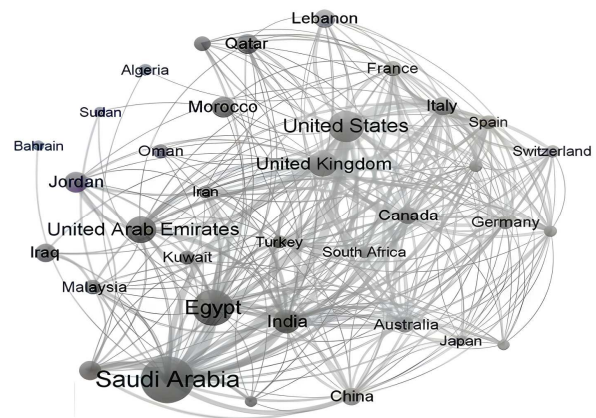 Lebanon
Qatar
France
Algeria
Morocco
Italy
Sudan
United States
Spain
Bahrain
Oman
Switzerland
United Kingdom
Jordan
Iran
Canada
Germany
United Arab Emirates
Turkey
Iraq
Kuwait
South Africa
Malaysia
Egypt
India
Australia
Japan
Saudi Arabia
China